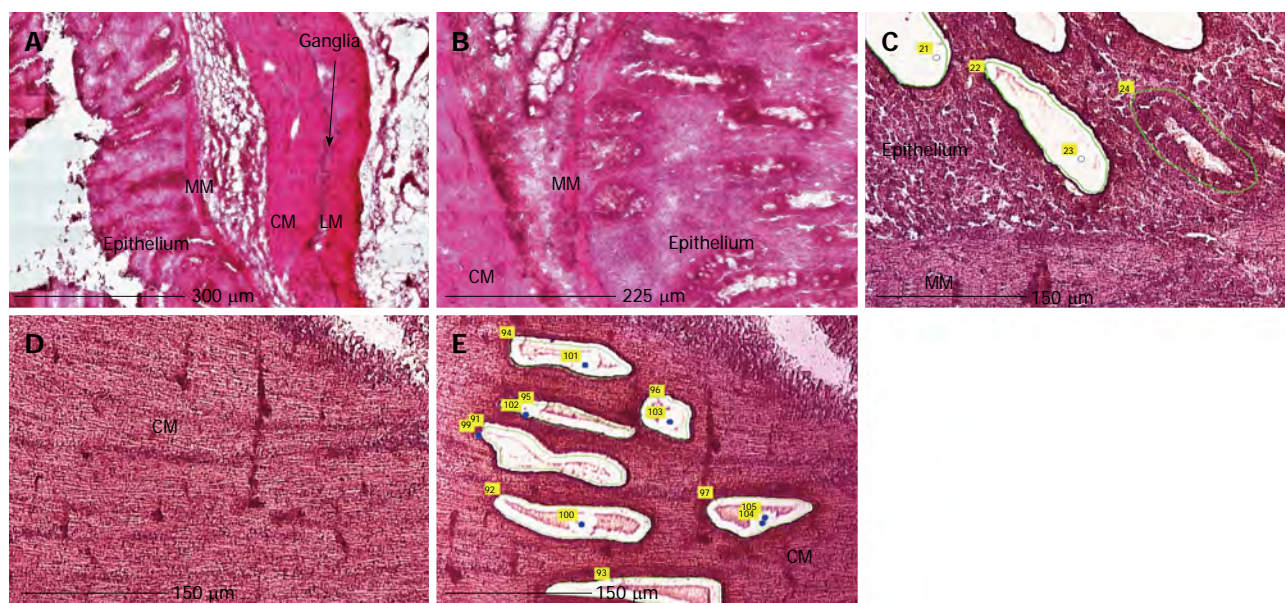 A
Ganglia
MM
CM
LM
Epithelium
300 µm
B
MM
Epithelium
CM
225 µm
C
21
22
24
Epithelium
23
MM
150 µm
D
CM
150 µm
E
94
101
96
95
102
103
91
99
92
97
105
100
104
CM
93
150 µm